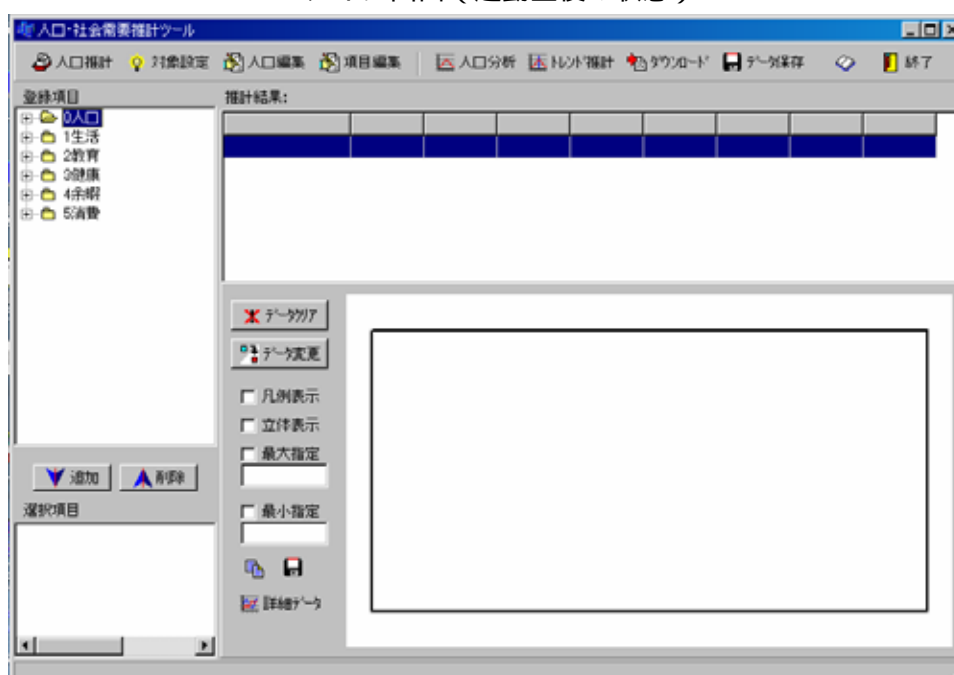 人口・社会需要推計ツール
人口推計 対象設定 人口編集 項目編集 人口分析 トレンド推計 ダウンロード データ保存 終了
登録項目
推計結果:
0人口
1生活
2教育
3健康
4余暇
5消費
データクリア
データ変更
凡例表示
立体表示
最大指定
追加 削除
選択項目
最小指定
詳細データ